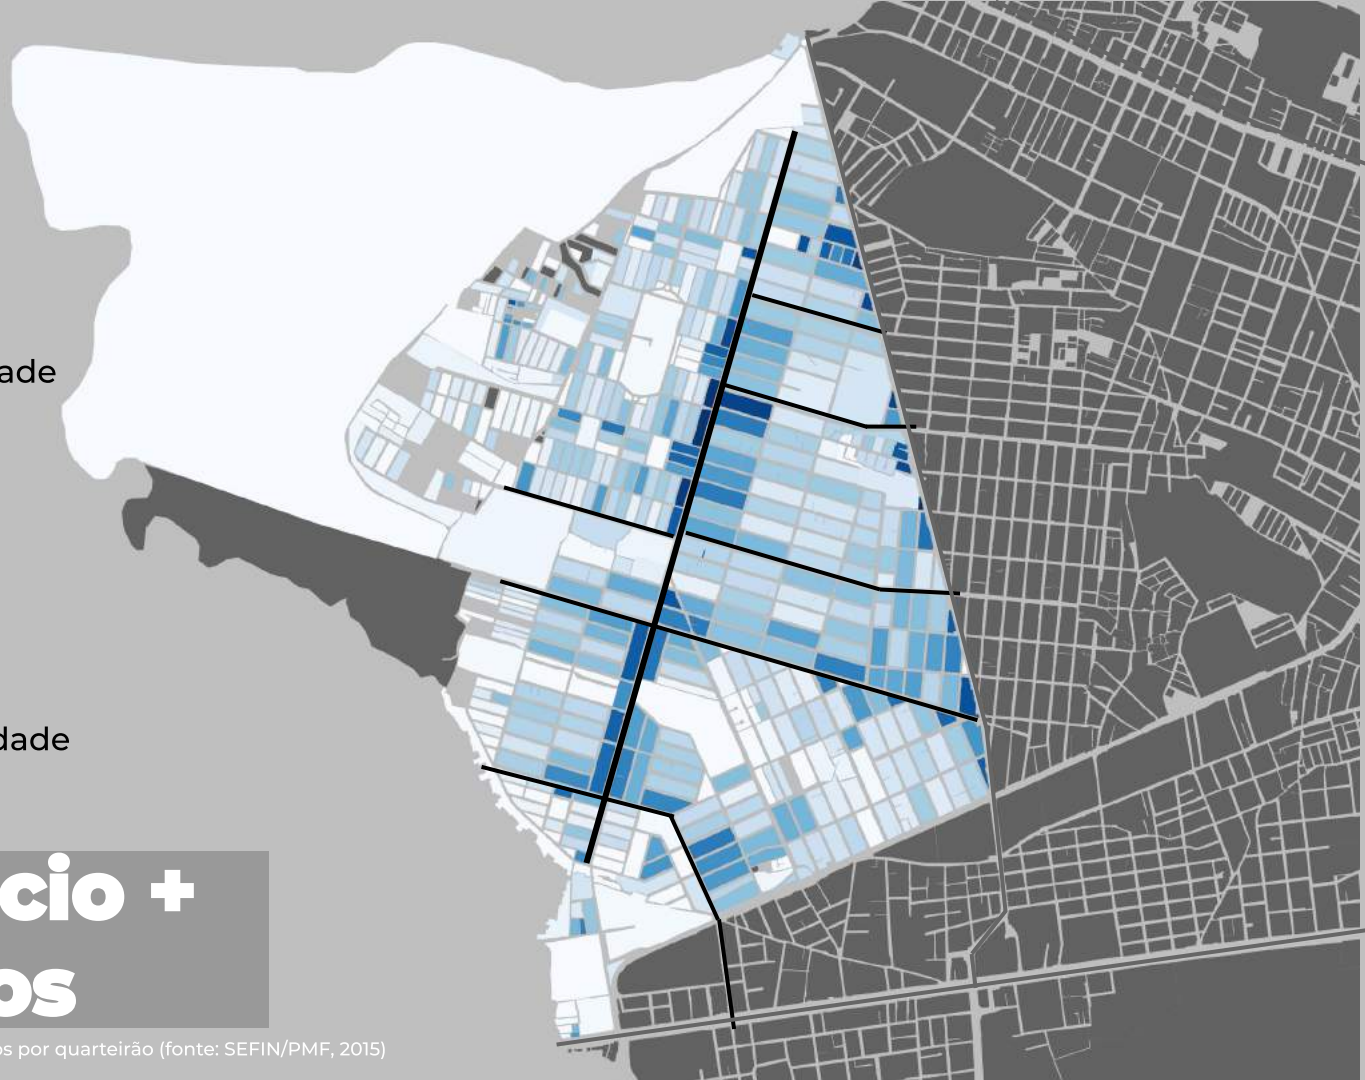 ade
dade
cio +
os
os por quarteirão (fonte: SEFIN/PMF, 2015)